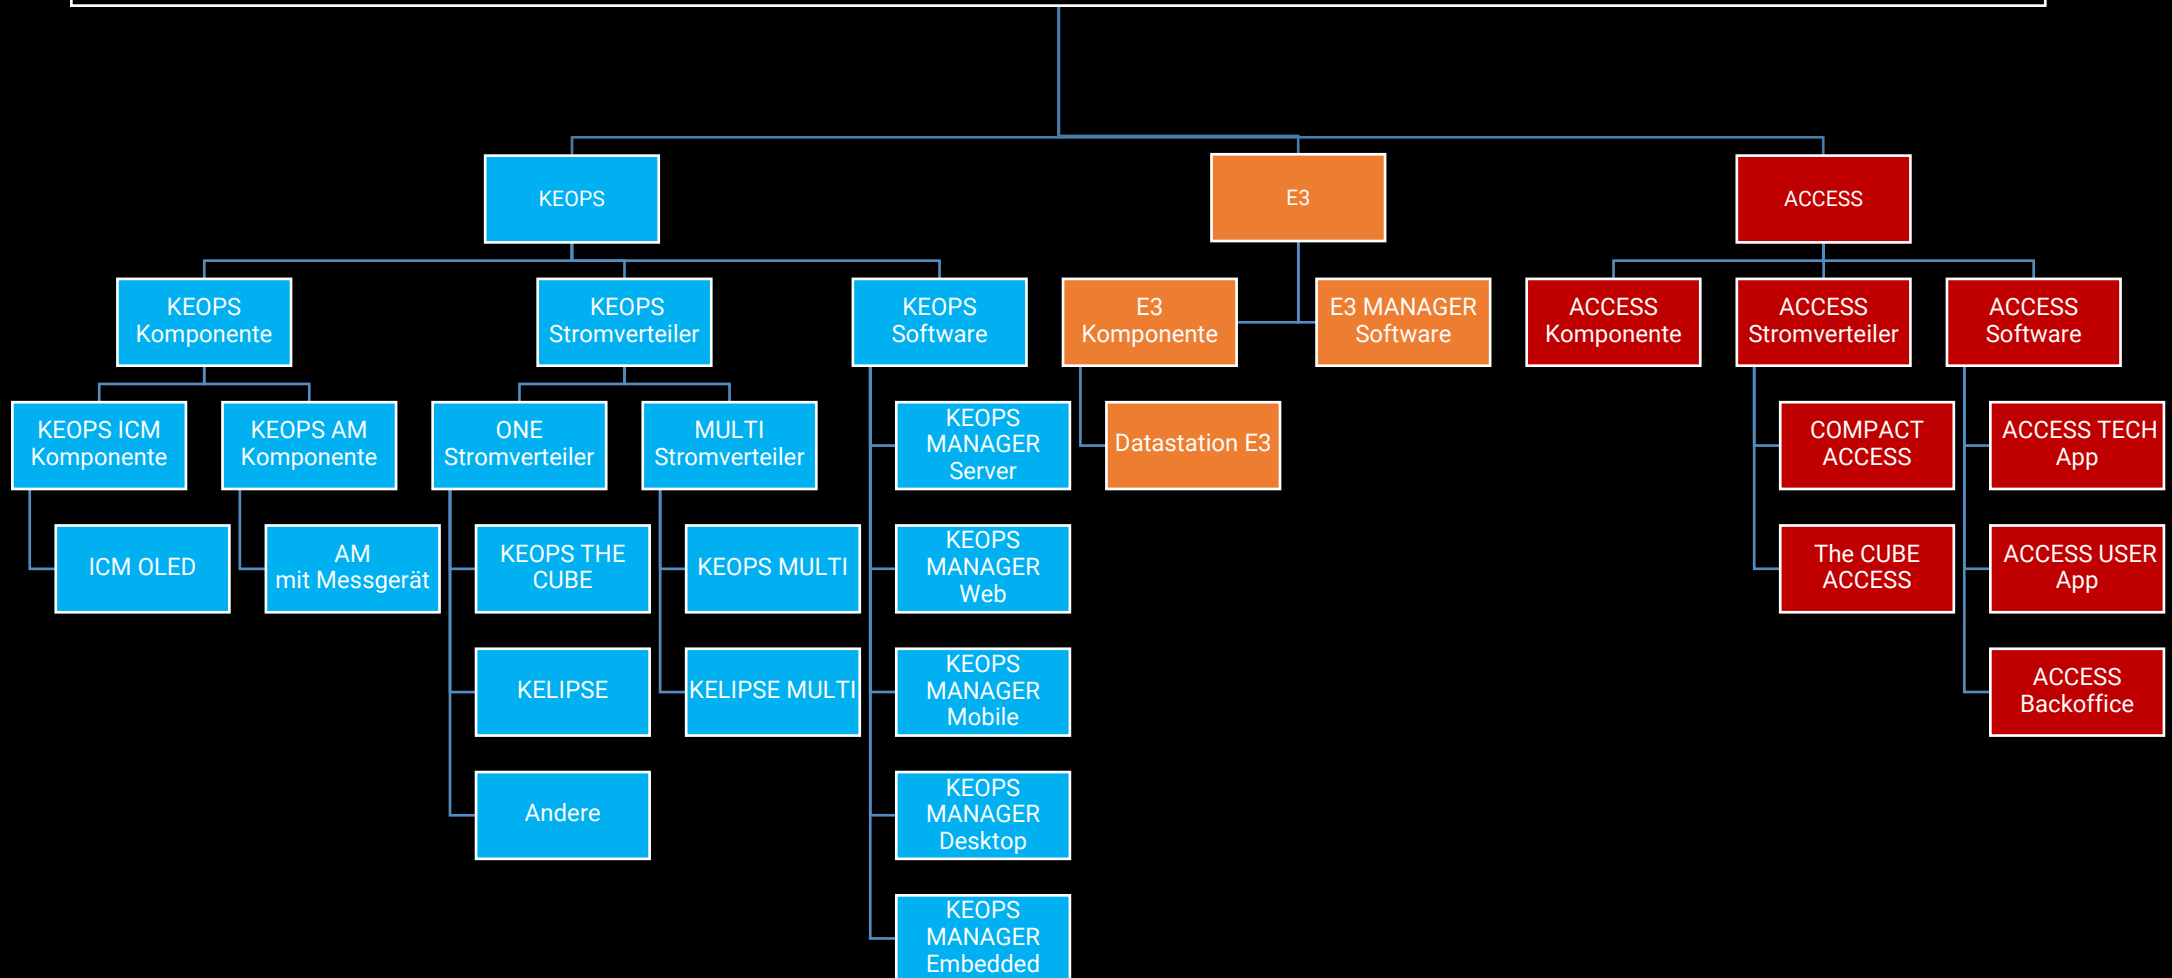 KEOPS
E3
ACCESS
KEOPS
Komponente
KEOPS
Stromverteiler
KEOPS
Software
E3
Komponente
E3 MANAGER
Software
ACCESS
Komponente
ACCESS
Stromverteiler
ACCESS
Software
KEOPS ICM
Komponente
KEOPS AM
Komponente
ONE
Stromverteiler
MULTI
Stromverteiler
KEOPS
MANAGER
Server
Datastation E3
COMPACT
ACCESS
ACCESS TECH
App
ICM OLED
AM
mit Messgerät
KEOPS THE
CUBE
KEOPS MULTI
KEOPS
MANAGER
Web
The CUBE
ACCESS
ACCESS USER
App
KELIPSE
KELIPSE MULTI
KEOPS
MANAGER
Mobile
ACCESS
Backoffice
Andere
KEOPS
MANAGER
Desktop
KEOPS
MANAGER
Embedded